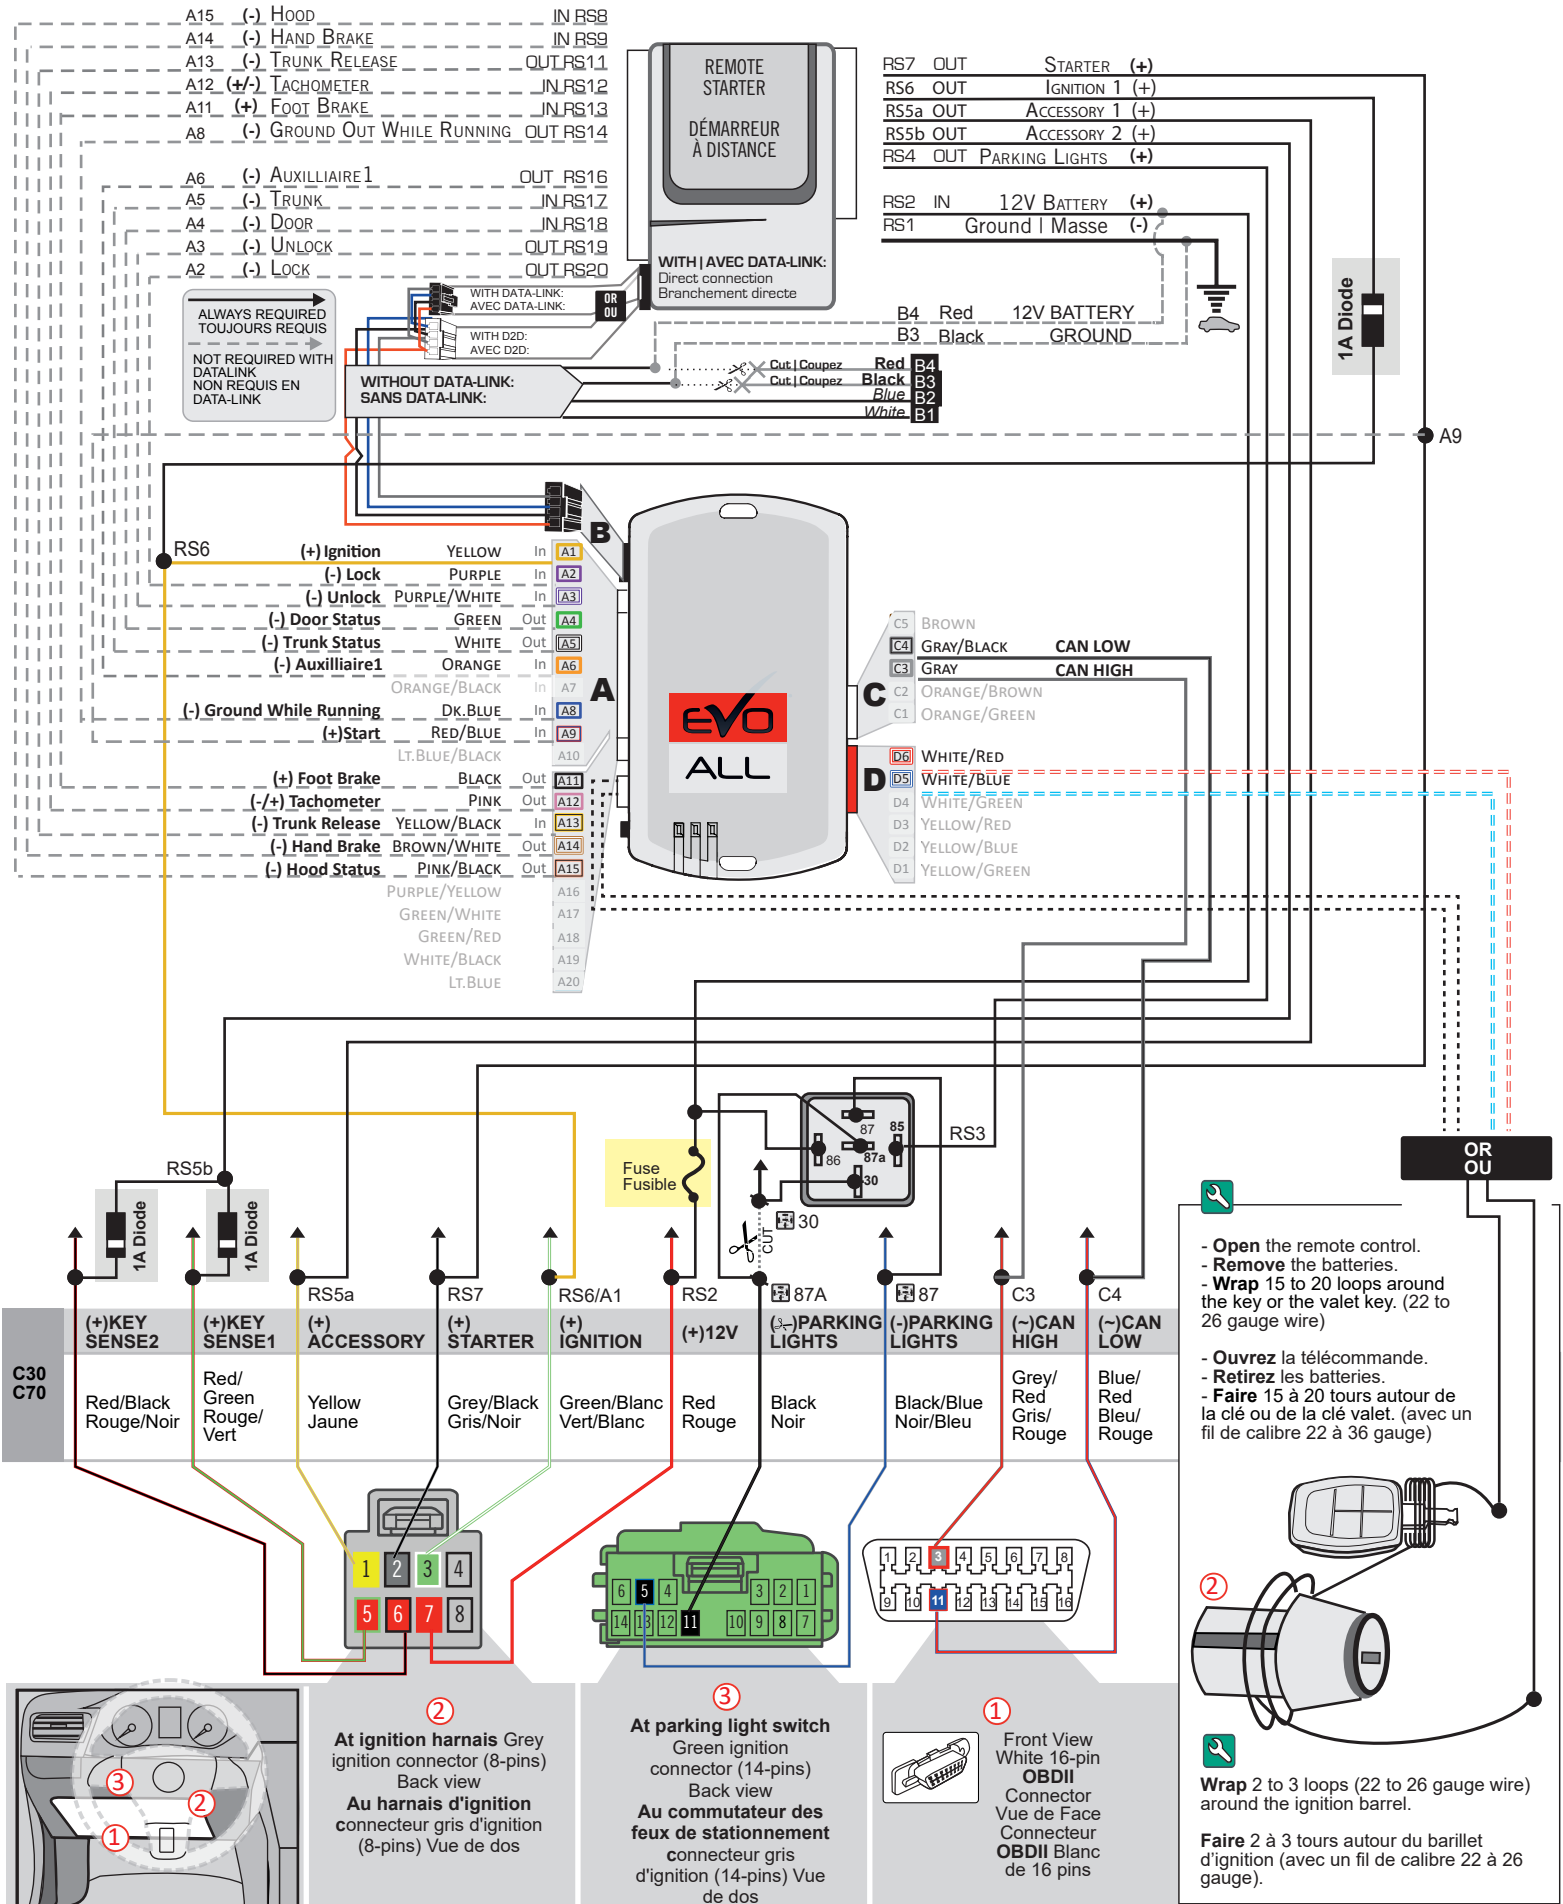 A15 (-) HOOD IN RS8
A14 (-) HAND BRAKE IN RS9
A13 (-) TRUNK RELEASE OUT RS11
A12 (+/-) TACHOMETER IN RS12
A11 (+) FOOT BRAKE IN RS13
A8 (-) GROUND OUT WHILE RUNNING OUT RS14
A6 (-) AUXILLIAIRE1 OUT RS16
A5 (-) TRUNK IN RS17
A4 (-) DOOR IN RS18
A3 (-) UNLOCK OUT RS19
A2 (-) LOCK OUT RS20
REMOTE
STARTER
DÉMARREUR
À DISTANCE
WITH | AVEC DATA-LINK:
Direct connection
Branchement directe
RS7 OUT STARTER (+)
RS6 OUT IGNITION 1 (+)
RS5a OUT ACCESSORY 1 (+)
RS5b OUT ACCESSORY 2 (+)
RS4 OUT PARKING LIGHTS (+)
RS2 IN 12V BATTERY (+)
RS1 Ground | Masse (-)
1A Diode
ALWAYS REQUIRED
TOUJOURS REQUIS
NOT REQUIRED WITH
DATALINK
NON REQUIS EN
DATA-LINK
WITH DATA-LINK:
AVEC DATA-LINK:
OR
OU
WITH D2D:
AVEC D2D:
B4 Red 12V BATTERY
B3 Black GROUND
WITHOUT DATA-LINK:
SANS DATA-LINK:
Cut | Coupez Red B4
Cut | Coupez Black B3
Blue B2
White B1
A9
B
RS6
(+) Ignition YELLOW In A1
(-) Lock PURPLE In A2
(-) Unlock PURPLE/WHITE In A3
(-) Door Status GREEN Out A4
(-) Trunk Status WHITE Out A5
(-) Auxilliaire1 ORANGE In A6
ORANGE/BLACK In A7
(-) Ground While Running DK.BLUE In A8
(+)Start RED/BLUE In A9
LT.BLUE/BLACK A10
(+) Foot Brake BLACK Out A11
(-/+) Tachometer PINK Out A12
(-) Trunk Release YELLOW/BLACK In A13
(-) Hand Brake BROWN/WHITE Out A14
(-) Hood Status PINK/BLACK Out A15
PURPLE/YELLOW A16
GREEN/WHITE A17
GREEN/RED A18
WHITE/BLACK A19
LT.BLUE A20
A
EVO
ALL
C
C5 BROWN
C4 GRAY/BLACK CAN LOW
C3 GRAY CAN HIGH
C2 ORANGE/BROWN
C1 ORANGE/GREEN
D
D6 WHITE/RED
D5 WHITE/BLUE
D4 WHITE/GREEN
D3 YELLOW/RED
D2 YELLOW/BLUE
D1 YELLOW/GREEN
OR
OU
RS5b
1A Diode
1A Diode
Fuse
Fusible
87
85
86
87a
30
RS3
CUT
30
RS5a
RS7
RS6/A1
RS2
87A
87
C3
C4
C30
C70
(+)KEY
SENSE2
(+)KEY
SENSE1
(+)
ACCESSORY
(+)
STARTER
(+)
IGNITION
(+)12V
()PARKING
LIGHTS
(-)PARKING
LIGHTS
(~)CAN
HIGH
(~)CAN
LOW
Red/Black
Rouge/Noir
Red/
Green
Rouge/
Vert
Yellow
Jaune
Grey/Black
Gris/Noir
Green/Blanc
Vert/Blanc
Red
Rouge
Black
Noir
Black/Blue
Noir/Bleu
Grey/
Red
Gris/
Rouge
Blue/
Red
Bleu/
Rouge
1 2 3 4
5 6 7 8
6 5 4 3 2 1
14 13 12 11 10 9 8 7
1 2 3 4 5 6 7 8
9 10 11 12 13 14 15 16
- Open the remote control.
- Remove the batteries.
- Wrap 15 to 20 loops around
the key or the valet key. (22 to
26 gauge wire)
- Ouvrez la télécommande.
- Retirez les batteries.
- Faire 15 à 20 tours autour de
la clé ou de la clé valet. (avec un
fil de calibre 22 à 36 gauge)
2
Wrap 2 to 3 loops (22 to 26 gauge wire)
around the ignition barrel.
Faire 2 à 3 tours autour du barillet
d'ignition (avec un fil de calibre 22 à 26
gauge).
3
2
1
2
At ignition harnais Grey
ignition connector (8-pins)
Back view
Au harnais d'ignition
connecteur gris d'ignition
(8-pins) Vue de dos
3
At parking light switch
Green ignition
connector (14-pins)
Back view
Au commutateur des
feux de stationnement
connecteur gris
d'ignition (14-pins) Vue
de dos
1
Front View
White 16-pin
OBDII
Connector
Vue de Face
Connecteur
OBDII Blanc
de 16 pins